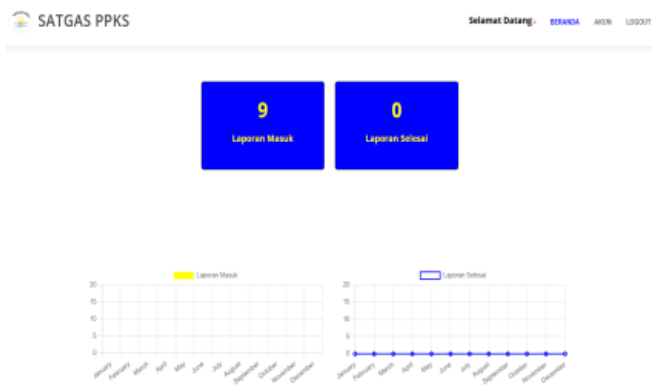 SATGAS PPKS
Selamat Datang, BERANDA AKUN LOGOUT
9 0
Laporan Masuk Laporan Selesai
Laporan Masuk
20
15
10
5
0
January February March April May June July August September October November December
Laporan Selesai
20
15
10
5
0
January February March April May June July August September October November December